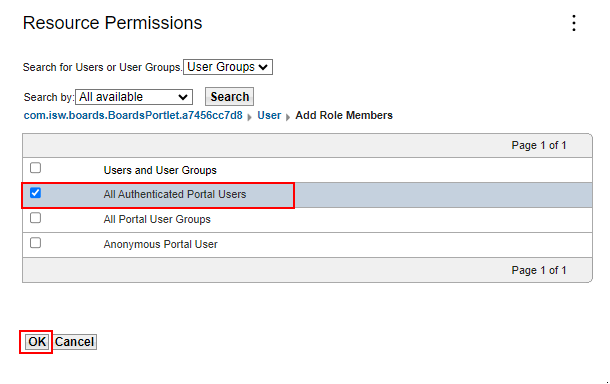 Resource Permissions
Search for Users or User Groups. User Groups
Search by: All available Search
com.isw.boards.BoardsPortlet.a7456cc7d8 User Add Role Members
Page 1 of 1
Users and User Groups
All Authenticated Portal Users
All Portal User Groups
Anonymous Portal User
Page 1 of 1
OK Cancel